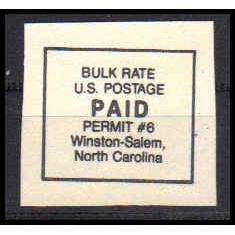 BULK RATE
U.S. POSTAGE
PAID
PERMIT #6
Winston-Salem,
North Carolina